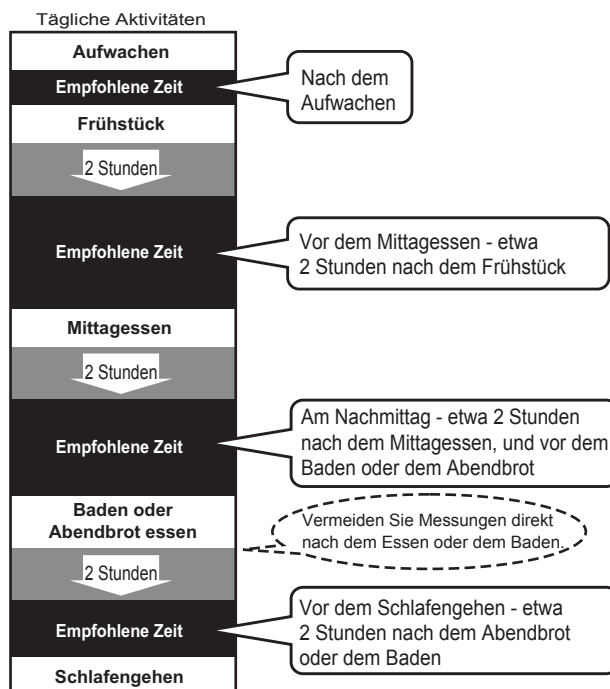 Tägliche Aktivitäten
Aufwachen
Empfohlene Zeit
Nach dem
Aufwachen
Frühstück
2 Stunden
Empfohlene Zeit
Vor dem Mittagessen - etwa
2 Stunden nach dem Frühstück
Mittagessen
2 Stunden
Empfohlene Zeit
Am Nachmittag - etwa 2 Stunden
nach dem Mittagessen, und vor dem
Baden oder dem Abendbrot
Baden oder
Abendbrot essen
Vermeiden Sie Messungen direkt
nach dem Essen oder dem Baden.
2 Stunden
Empfohlene Zeit
Vor dem Schlafengehen - etwa
2 Stunden nach dem Abendbrot
oder dem Baden
Schlafengehen